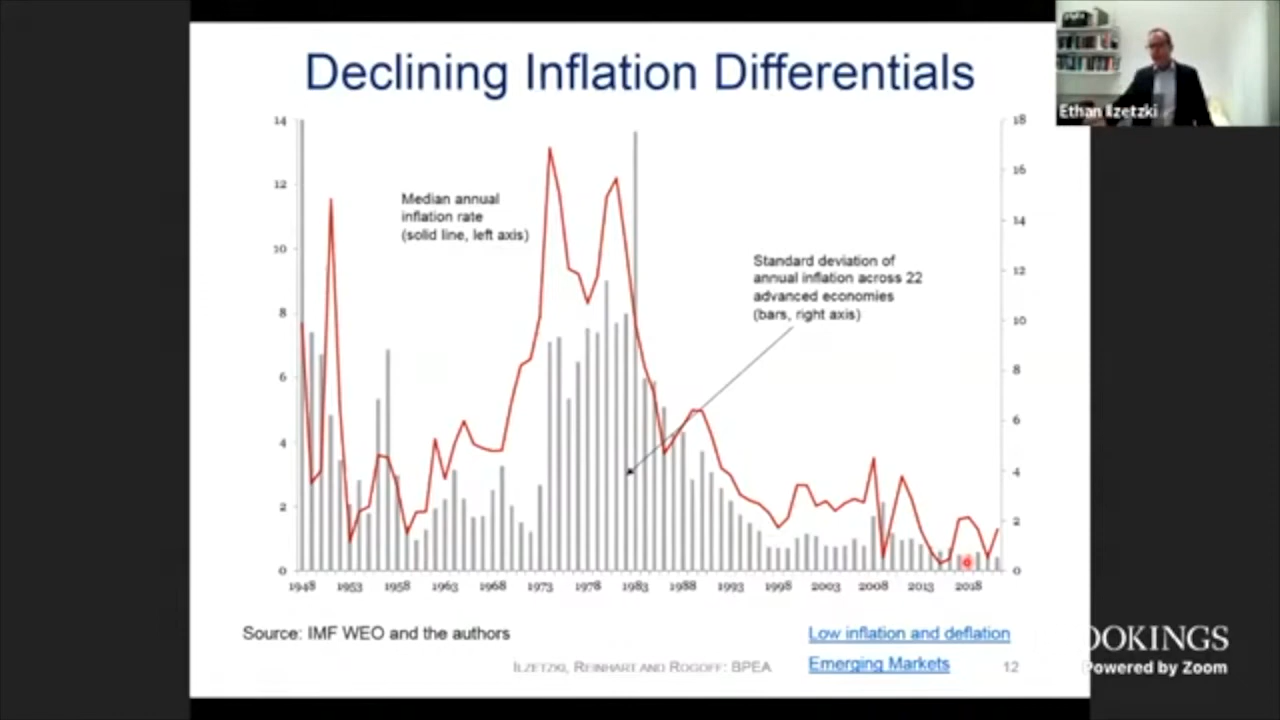 Declining Inflation Differentials
Ethan Ilzetzki
14
12
10
8
6
4
2
0
18
16
14
12
10
8
6
4
2
0
Median annual
inflation rate
(solid line, left axis)
Standard deviation of
annual inflation across 22
advanced economies
(bars, right axis)
1948 1953 1958 1963 1968 1973 1978 1983 1988 1993 1998 2003 2008 2013 2018
Source: IMF WEO and the authors
Low inflation and deflation
Emerging Markets
ILZETZKI, REINHART AND ROGOFF: BPEA
12
OOKINGS
Powered by Zoom